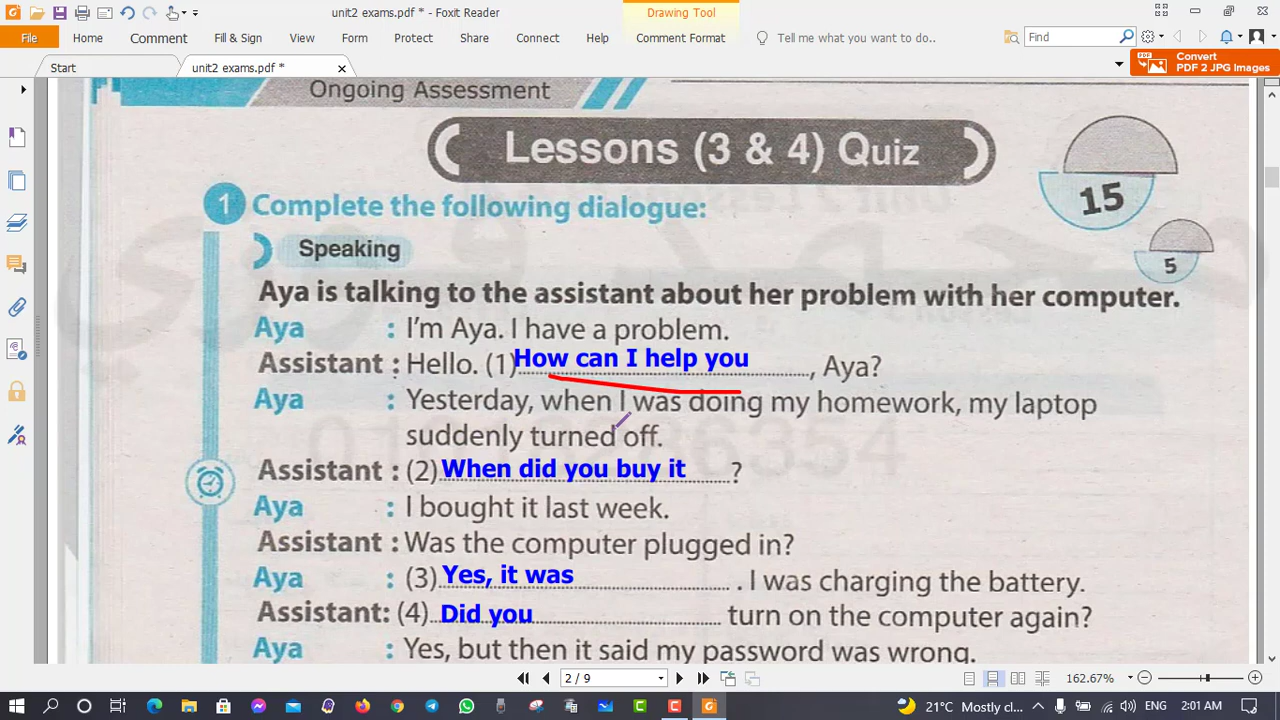 unit2 exams.pdf * - Foxit Reader
Drawing Tool
File Home Comment Fill & Sign View Form Protect Share Connect Help Comment Format Tell me what you want to do.. Find
Start unit2 exams.pdf *
Convert
PDF 2 JPG Images
Ongoing Assessment
Lessons (3 & 4) Quiz
15
1 Complete the following dialogue:
Speaking
5
Aya is talking to the assistant about her problem with her computer.
Aya : I'm Aya. I have a problem.
Assistant : Hello. (1) How can I help you, Aya?
Aya : Yesterday, when I was doing my homework, my laptop
suddenly turned off.
Assistant : (2) When did you buy it ?
Aya : I bought it last week.
Assistant : Was the computer plugged in?
Aya : (3) Yes, it was . I was charging the battery.
Assistant: (4) Did you turn on the computer again?
Aya : Yes, but then it said my password was wrong.
2 / 9
162.67%
21°C Mostly cl... ENG 2:01 AM